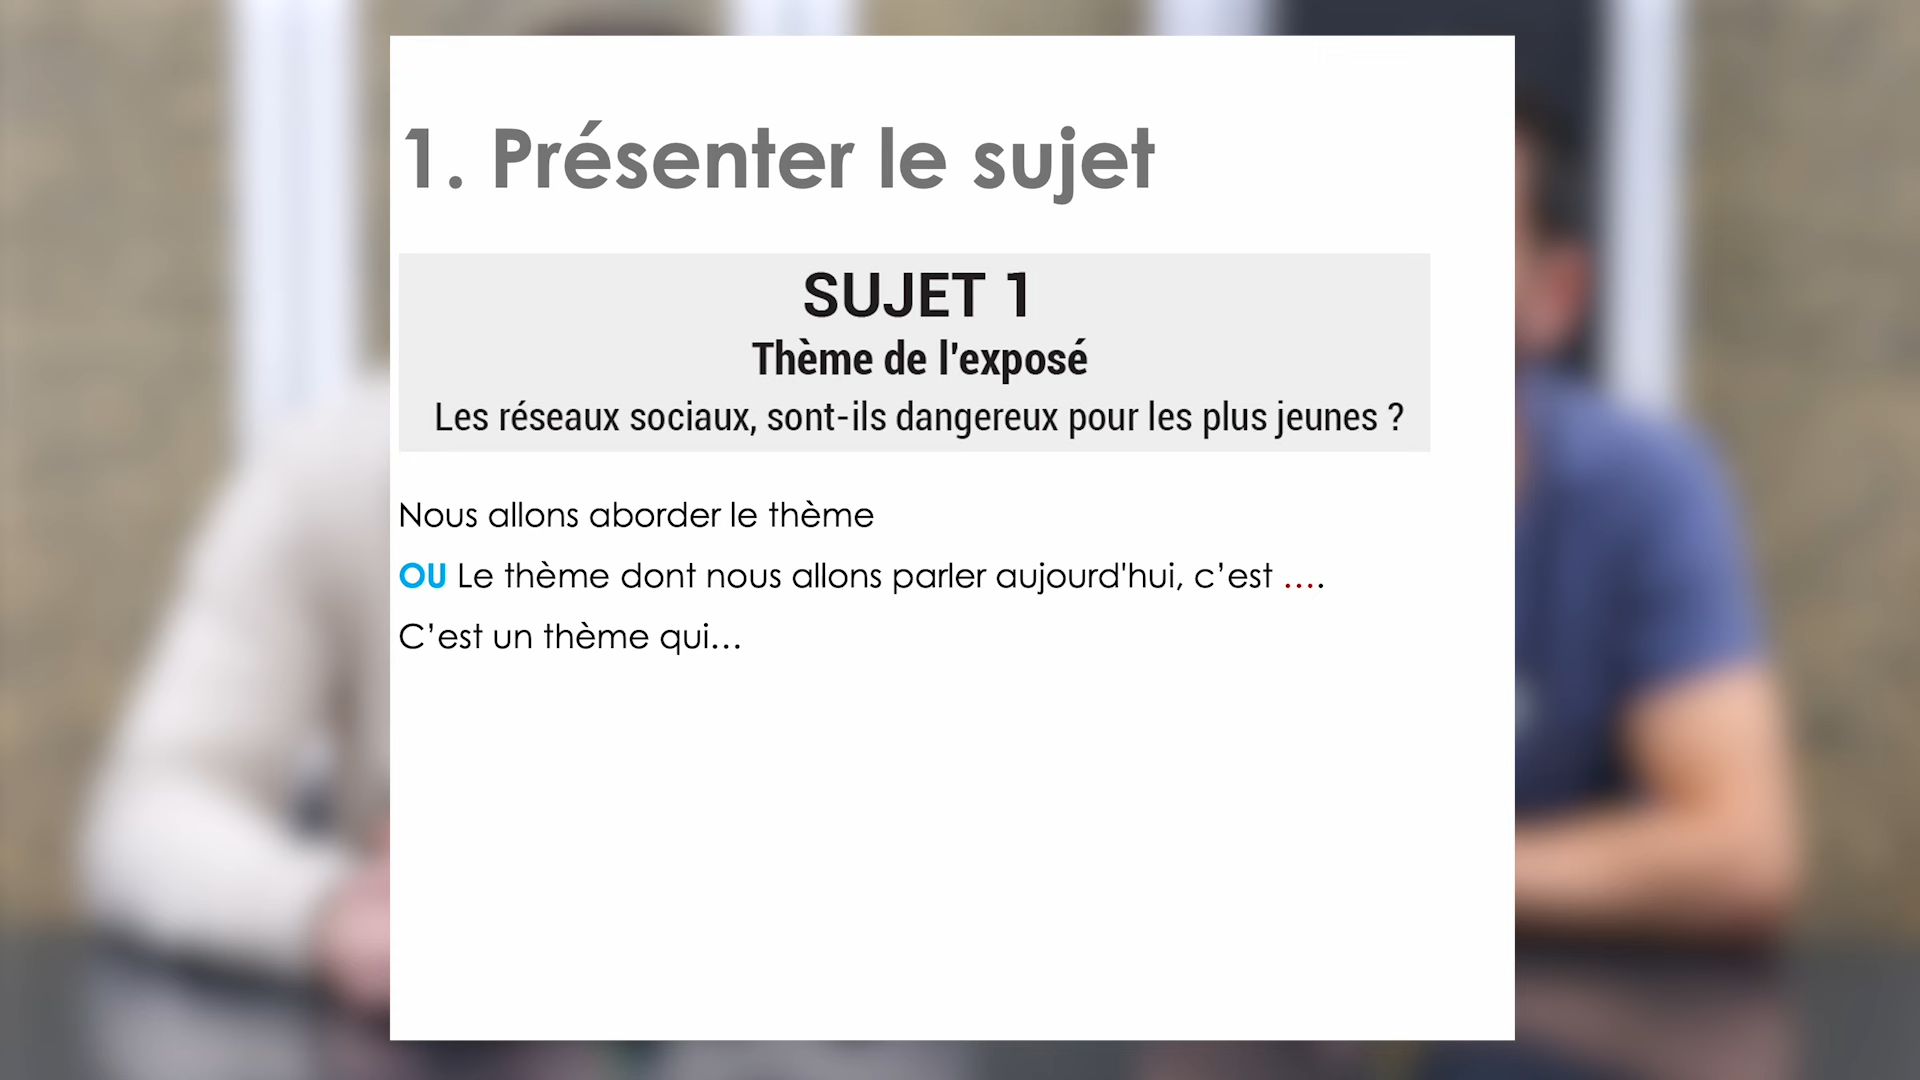 1. Présenter le sujet
SUJET 1
Thème de l'exposé
Les réseaux sociaux, sont-ils dangereux pour les plus jeunes ?
Nous allons aborder le thème
OU Le thème dont nous allons parler aujourd'hui, c’est ….
C’est un thème qui…